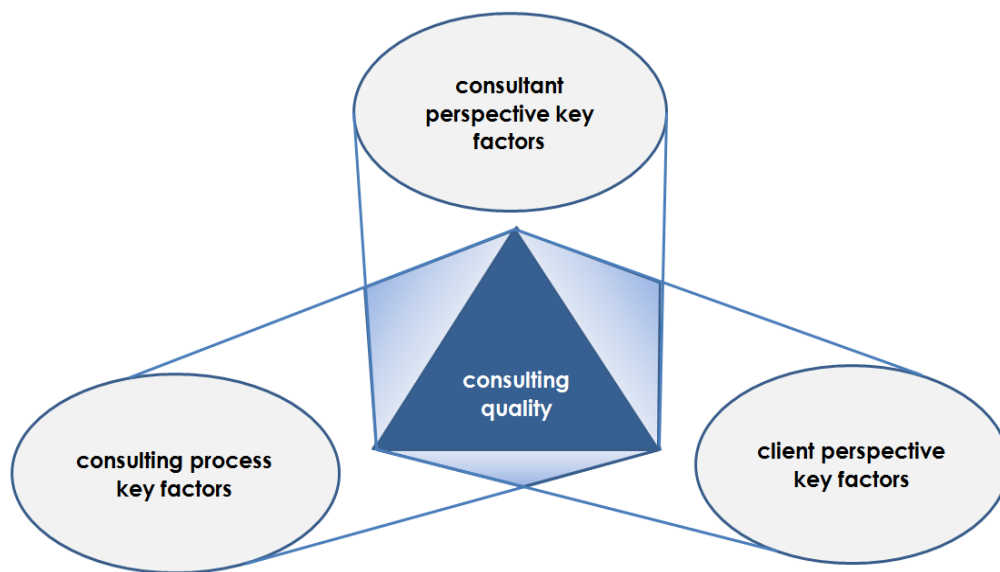 consultant
perspective key
factors
consulting
quality
consulting process
key factors
client perspective
key factors